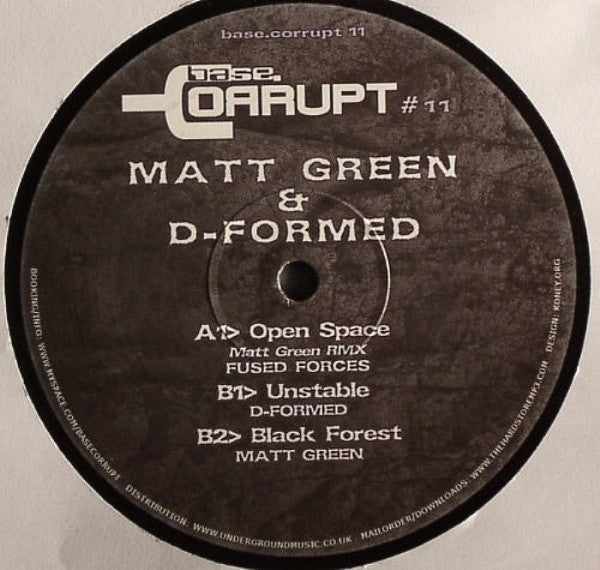 base.corrupt 11
base.
CORRUPT #11
MATT GREEN
&
D-FORMED
A1> Open Space
Matt Green RMX
FUSED FORCES
B1> Unstable
D-FORMED
B2> Black Forest
MATT GREEN
BOOKING/INFO: WWW.MYSPACE.COM/BASECORRUPT DISTRIBUTION: WWW.UNDERGROUNDMUSIC.CO.UK MAILORDER/DOWNLOADS: WWW.THEHARDSTOREMP3.COM DESIGN: KONEY.ORG